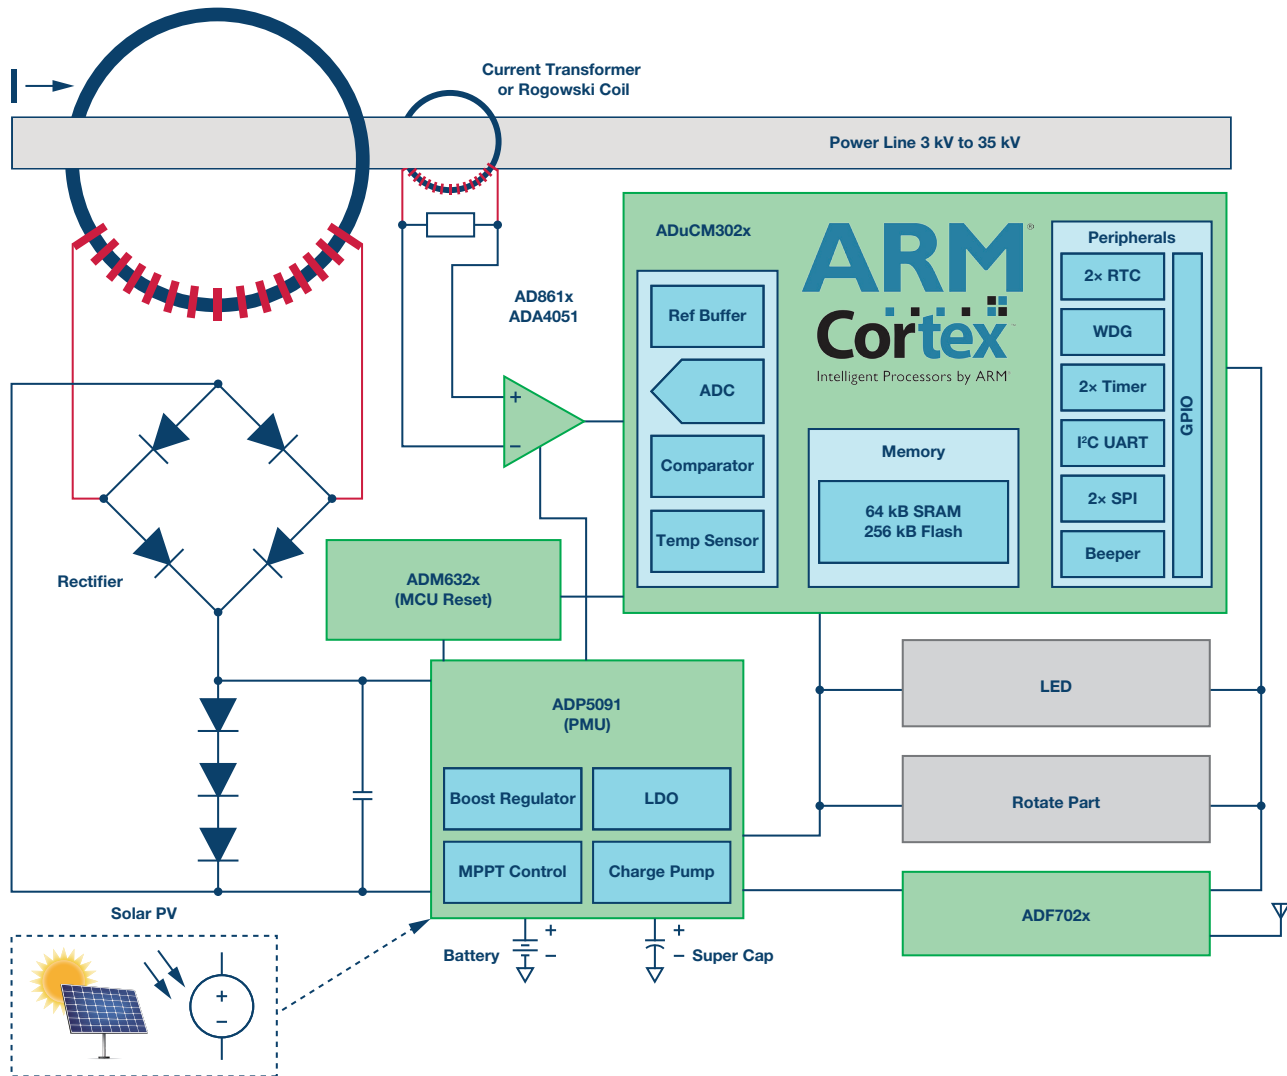 I
Current Transformer
or Rogowski Coil
Power Line 3 kV to 35 kV
AD861x
ADA4051
+
−
ADuCM302x
Ref Buffer
ADC
Comparator
Temp Sensor
ARM®
Cortex™
Intelligent Processors by ARM®
Memory
64 kB SRAM
256 kB Flash
Peripherals
2× RTC
WDG
2× Timer
I²C UART
2× SPI
Beeper
GPIO
Rectifier
ADM632x
(MCU Reset)
ADP5091
(PMU)
Boost Regulator
LDO
MPPT Control
Charge Pump
LED
Rotate Part
ADF702x
Battery
+
−
+
−
Super Cap
Solar PV
+
−